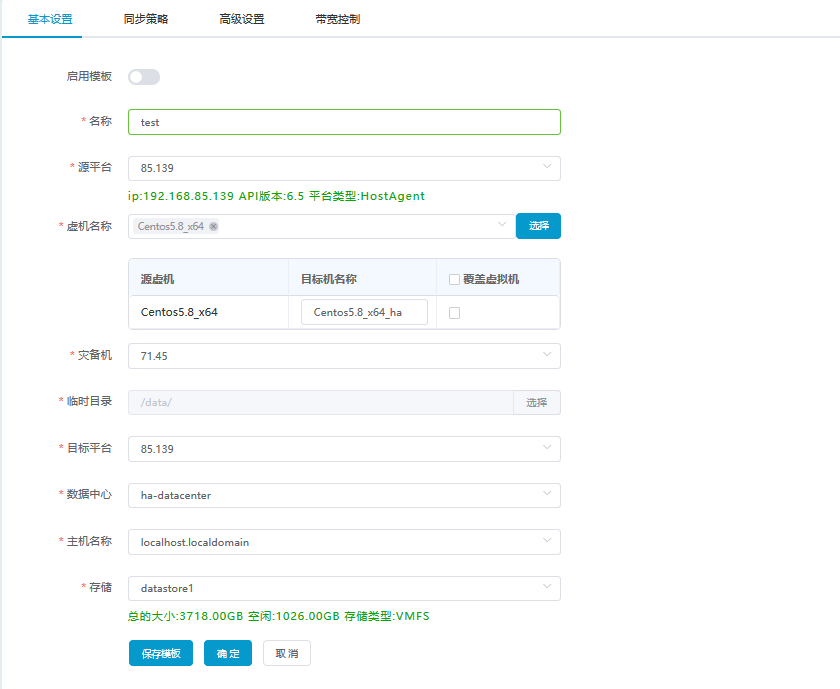 基本设置 同步策略 高级设置 带宽控制
启用模板
* 名称 test
* 源平台 85.139
ip:192.168.85.139 API版本:6.5 平台类型:HostAgent
* 虚机名称 Centos5.8_x64 选择
源虚机 目标机名称 覆盖虚拟机
Centos5.8_x64 Centos5.8_x64_ha
* 灾备机 71.45
* 临时目录 /data/ 选择
* 目标平台 85.139
* 数据中心 ha-datacenter
* 主机名称 localhost.localdomain
* 存储 datastore1
总的大小:3718.00GB 空闲:1026.00GB 存储类型:VMFS
保存模板 确 定 取 消